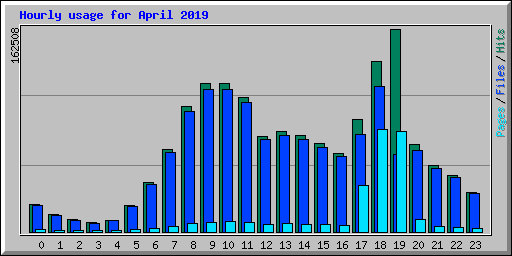 Hourly usage for April 2019
162508
Pages/Files/Hits
0 1 2 3 4 5 6 7 8 9 10 11 12 13 14 15 16 17 18 19 20 21 22 23